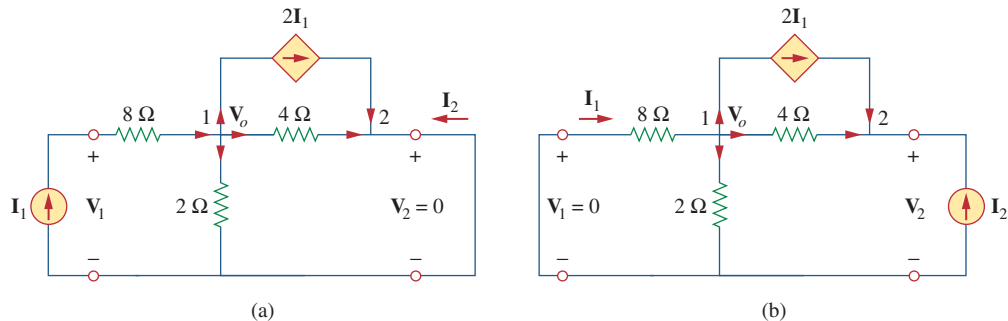 2I₁
8 Ω
1
Vₒ
4 Ω
2
I₂
+
+
I₁
V₁
2 Ω
V₂ = 0
–
–
(a)
2I₁
I₁
8 Ω
1
Vₒ
4 Ω
2
+
+
V₁ = 0
2 Ω
V₂
I₂
–
–
(b)